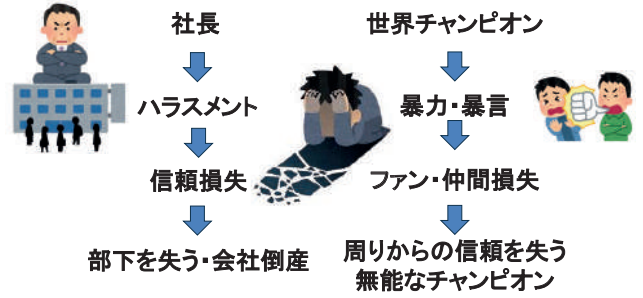 社長
ハラスメント
信頼損失
部下を失う・会社倒産
世界チャンピオン
暴力・暴言
ファン・仲間損失
周りからの信頼を失う
無能なチャンピオン